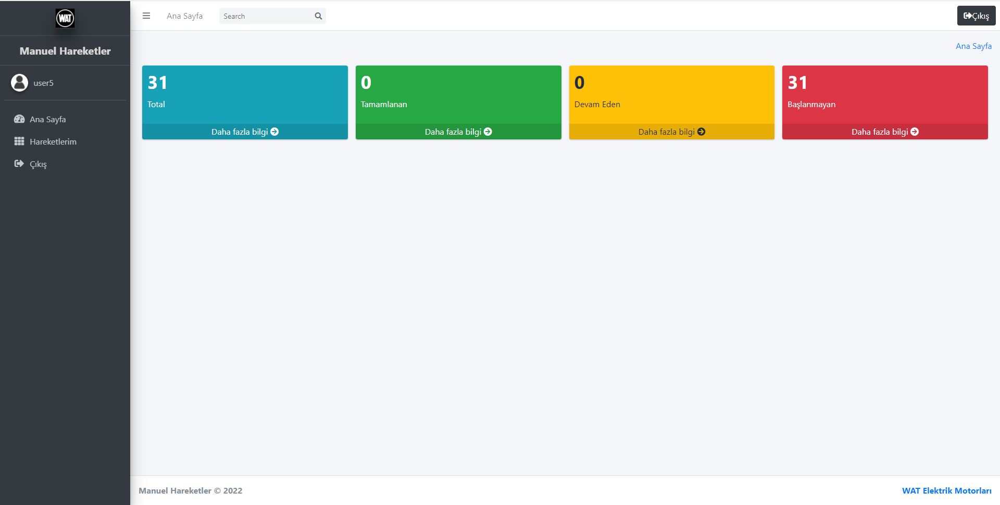 WAT
Manuel Hareketler
user5
Ana Sayfa
Hareketlerim
Çıkış
Ana Sayfa
Search
Çıkış
Ana Sayfa
31
Total
Daha fazla bilgi
0
Tamamlanan
Daha fazla bilgi
0
Devam Eden
Daha fazla bilgi
31
Başlanmayan
Daha fazla bilgi
Manuel Hareketler © 2022
WAT Elektrik Motorları